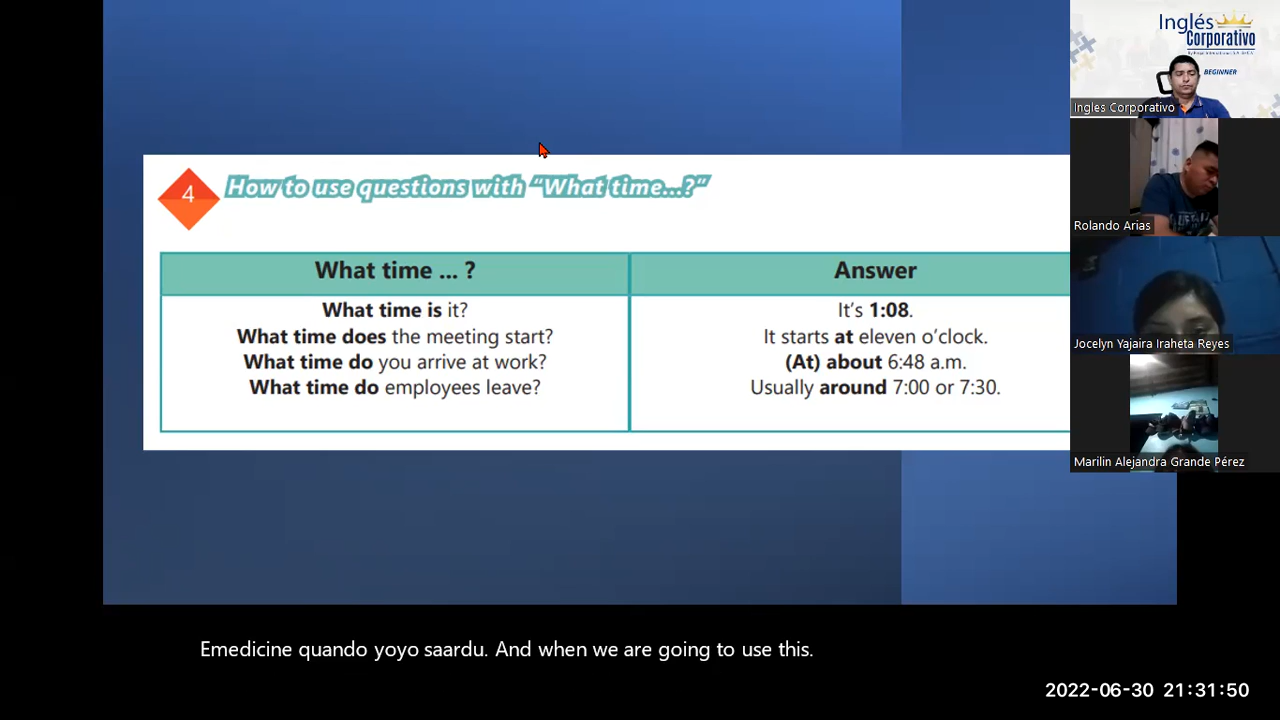 4
How to use questions with “What time...?”
What time ... ?
Answer
What time is it?
It’s 1:08.
What time does the meeting start?
It starts at eleven o’clock.
What time do you arrive at work?
(At) about 6:48 a.m.
What time do employees leave?
Usually around 7:00 or 7:30.
Inglés
Corporativo
BEGINNER
Ingles Corporativo
Rolando Arias
Jocelyn Yajaira Iraheta Reyes
Marilin Alejandra Grande Pérez
Emedicine quando yoyo saardu. And when we are going to use this.
2022-06-30 21:31:50